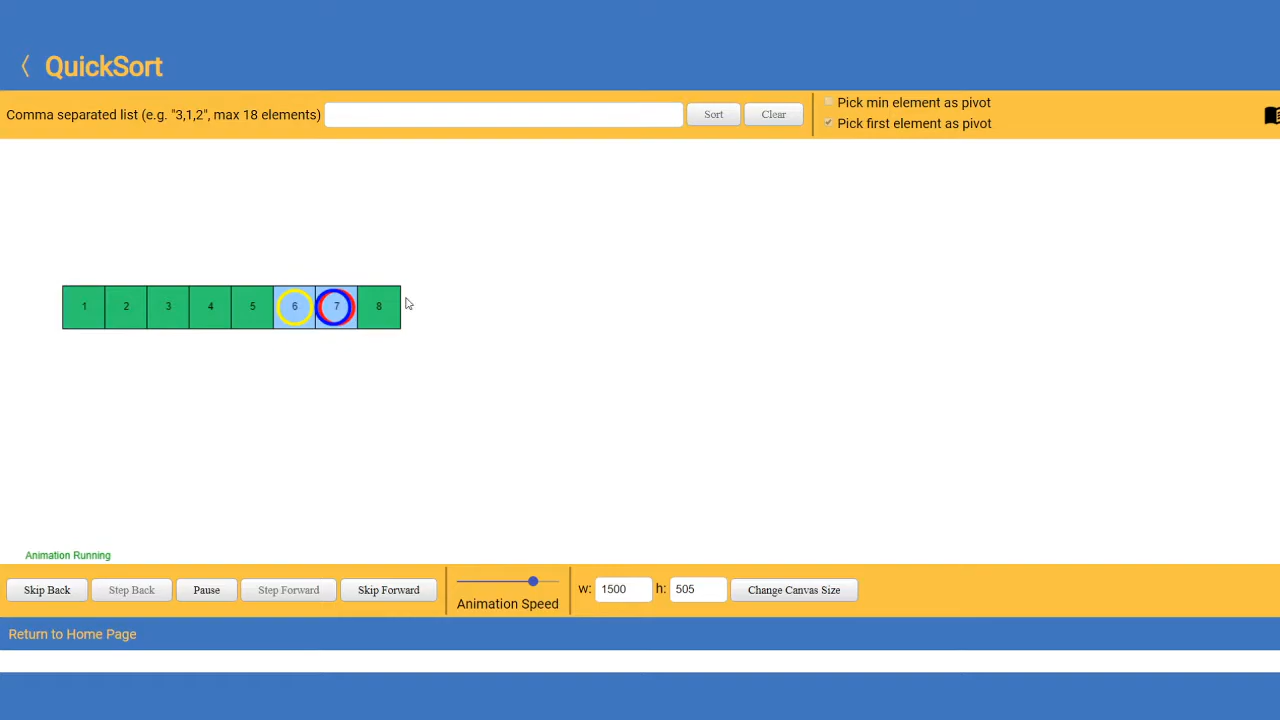 〈 QuickSort
Comma separated list (e.g. "3,1,2", max 18 elements) Sort Clear
Pick min element as pivot
Pick first element as pivot
1 2 3 4 5 6 7 8
Animation Running
Skip Back Step Back Pause Step Forward Skip Forward
Animation Speed
w: 1500 h: 505 Change Canvas Size
Return to Home Page